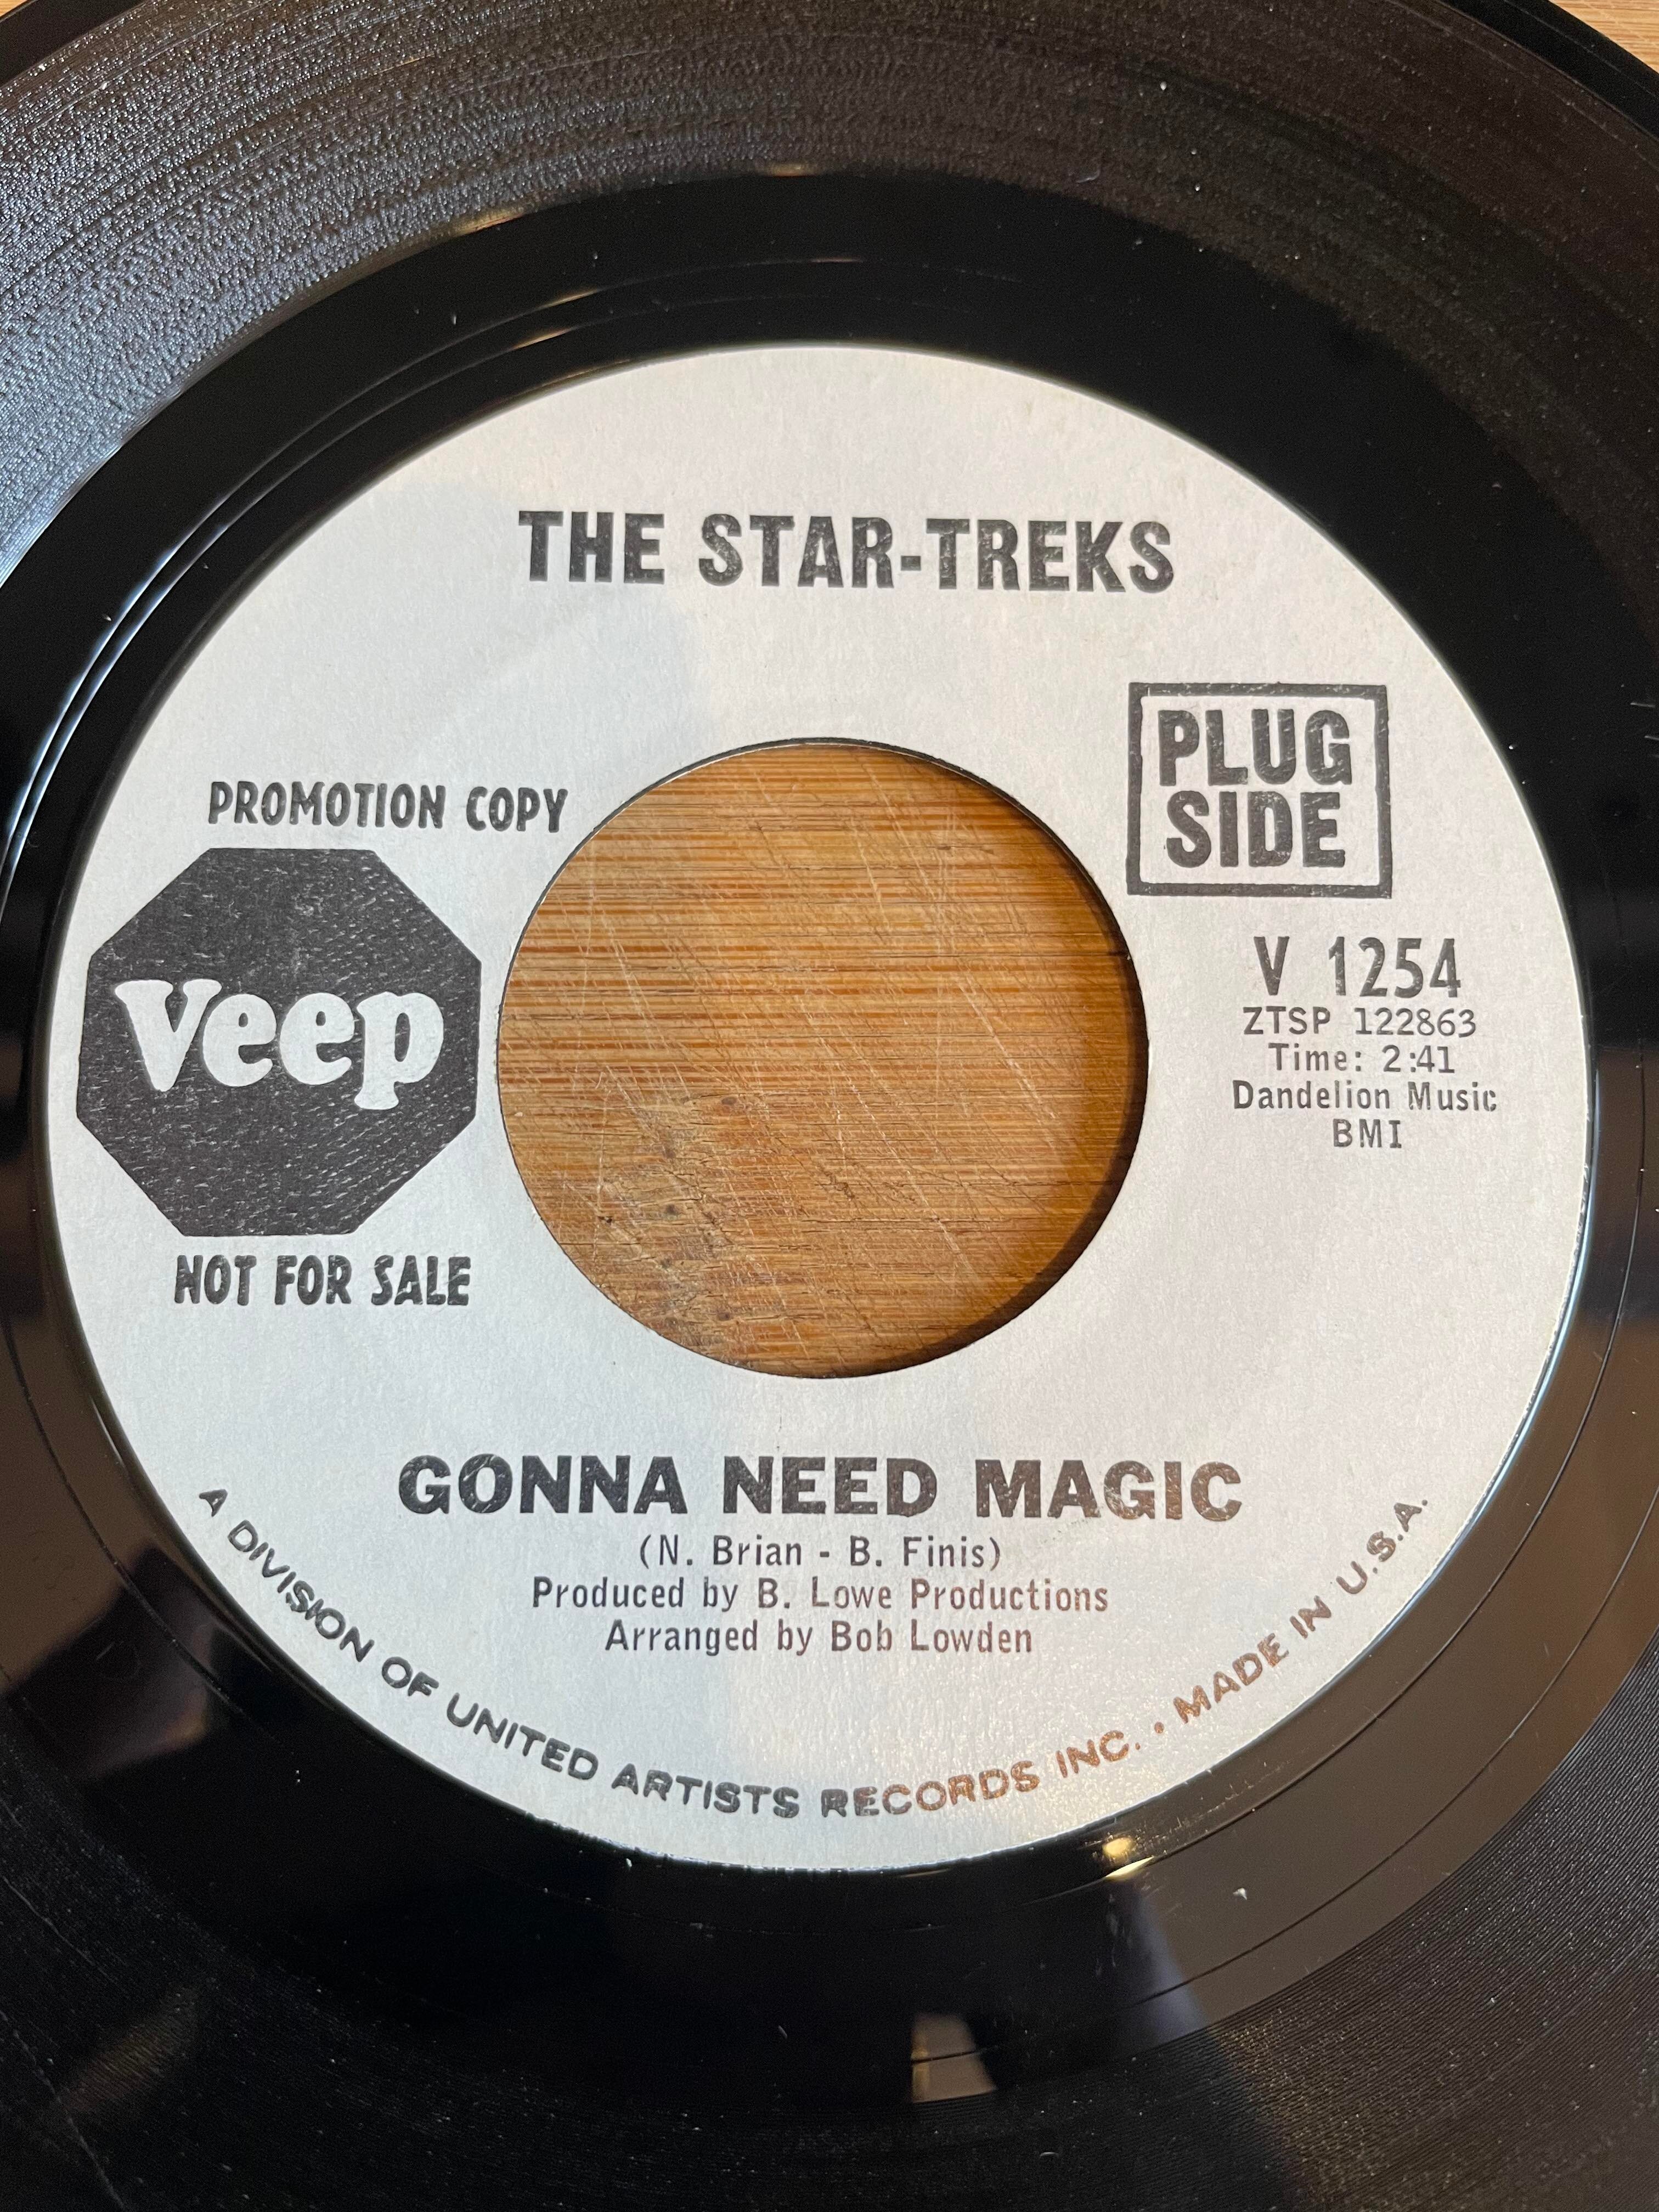 THE STAR-TREKS
PLUG
SIDE
PROMOTION COPY
Veep
NOT FOR SALE
V 1254
ZTSP 122863
Time: 2:41
Dandelion Music
BMI
GONNA NEED MAGIC
(N. Brian - B. Finis)
Produced by B. Lowe Productions
Arranged by Bob Lowden
A DIVISION OF UNITED ARTISTS RECORDS INC. • MADE IN U.S.A.